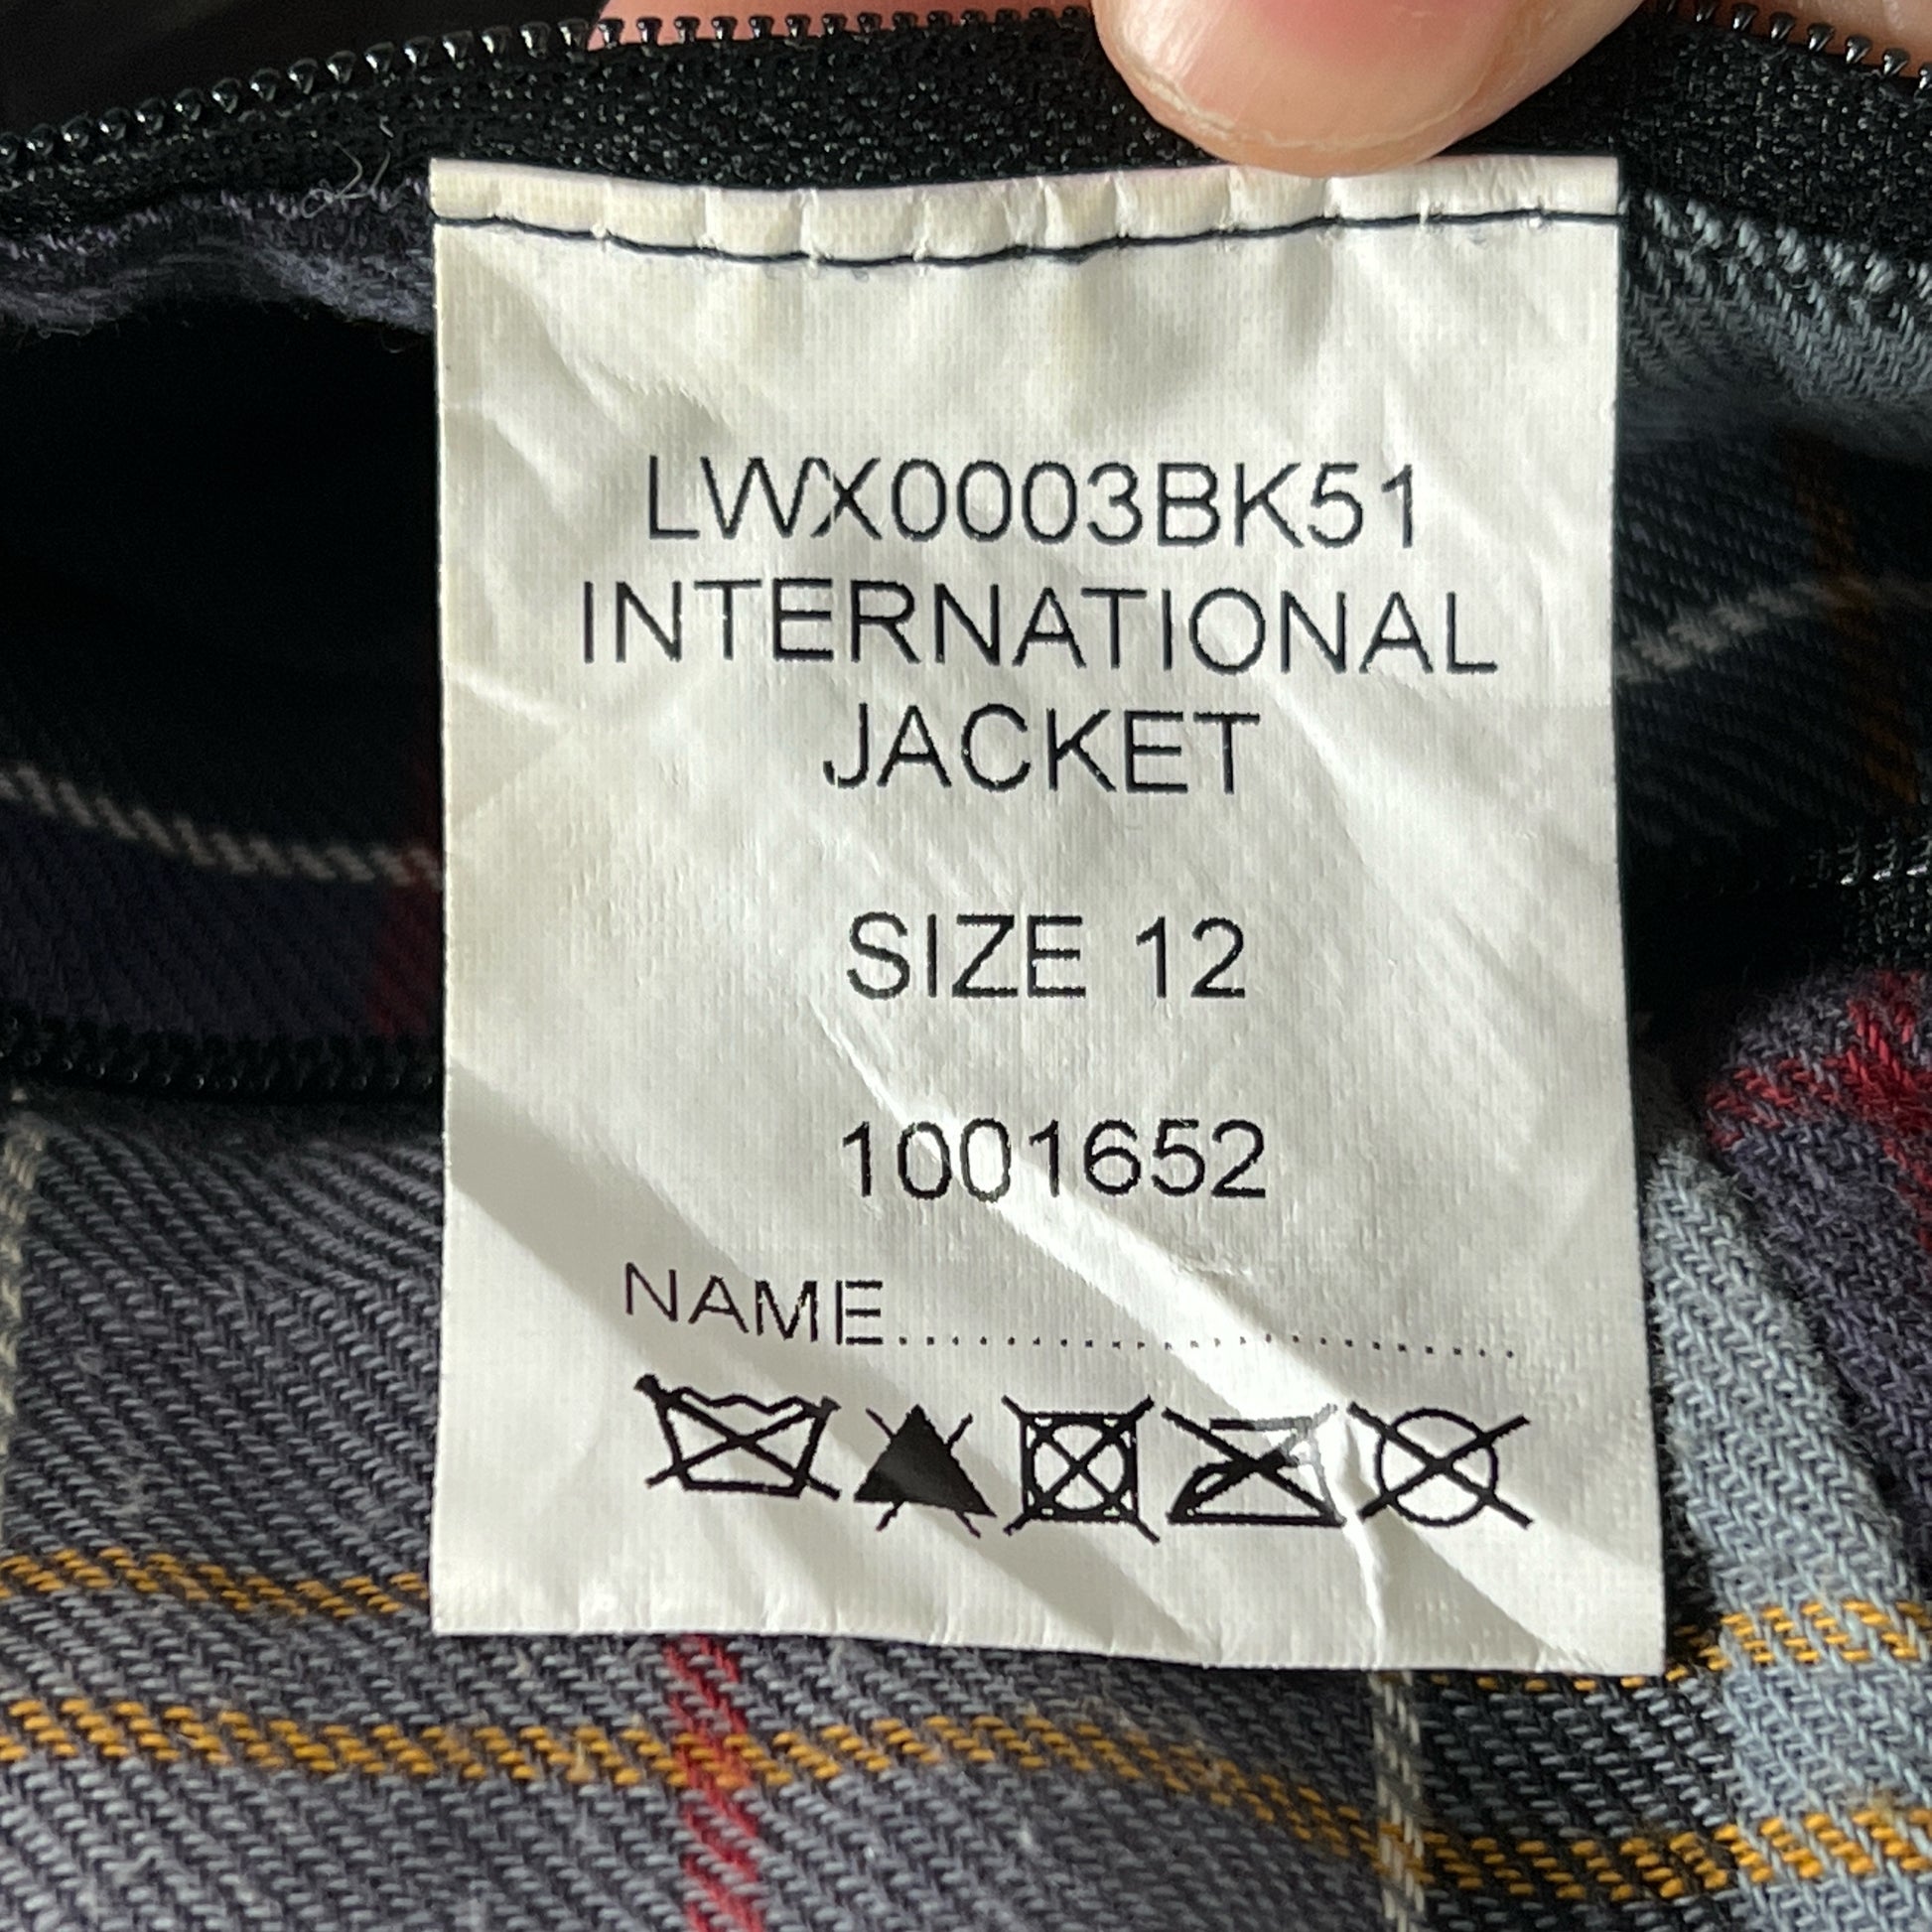 LWX0003BK51
INTERNATIONAL
JACKET
SIZE 12
1001652
NAME................................